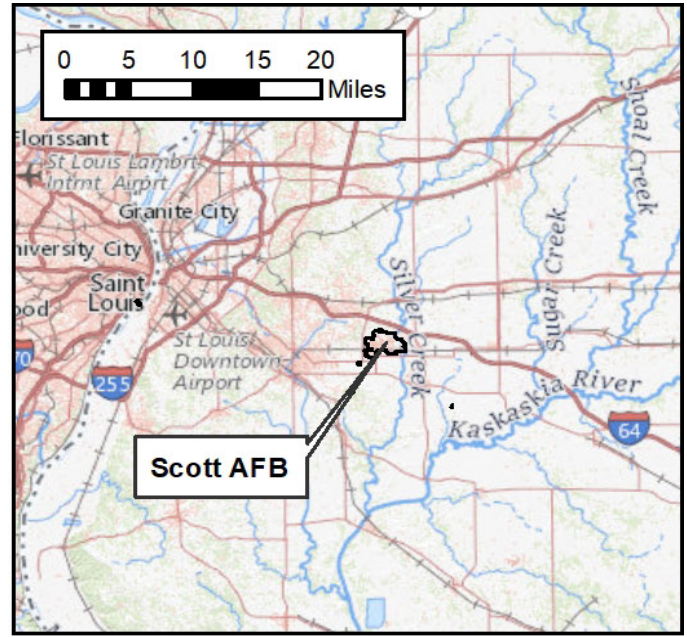 0 5 10 15 20
Miles
Florissant
St Louis Lambrt
Intrnt. Airprt
Granite City
niversity City
Saint
Louis
ood
St Louis
Downtown
Airport
70
255
64
Silver Creek
Sugar Creek
Shoal Creek
Kaskaskia River
Scott AFB